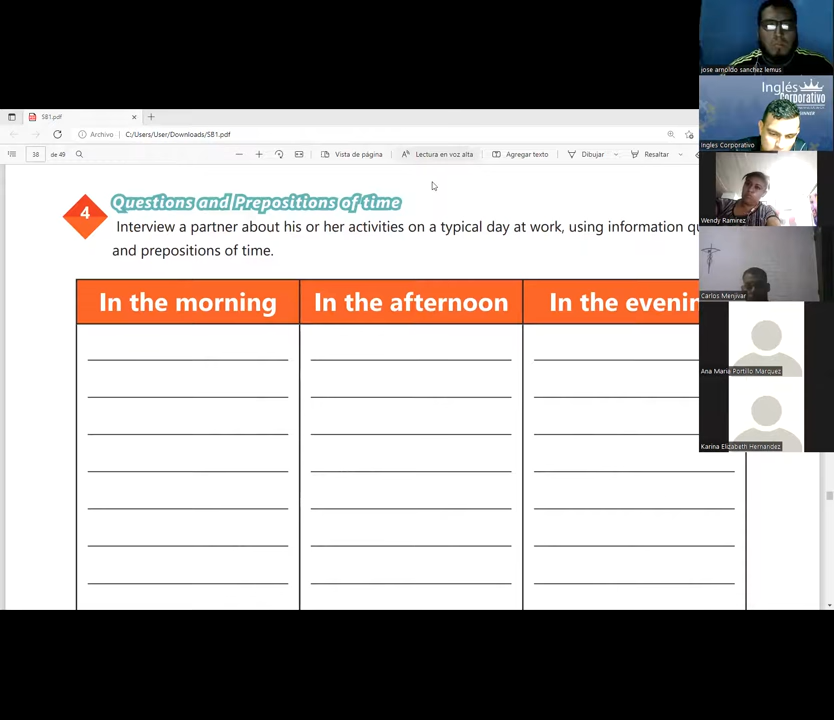 jose arnoldo sanchez lemus
Inglés
Corporativo
Ingles Corporativo
Wendy Ramirez
Carlos Menjivar
Ana Maria Portillo Marquez
Karina Elizabeth Hernandez
SB1.pdf
Archivo
C:/Users/User/Downloads/SB1.pdf
38 de 49
Vista de página
Lectura en voz alta
Agregar texto
Dibujar
Resaltar
4
Questions and Prepositions of time
Interview a partner about his or her activities on a typical day at work, using information qu
and prepositions of time.
In the morning
In the afternoon
In the evenin